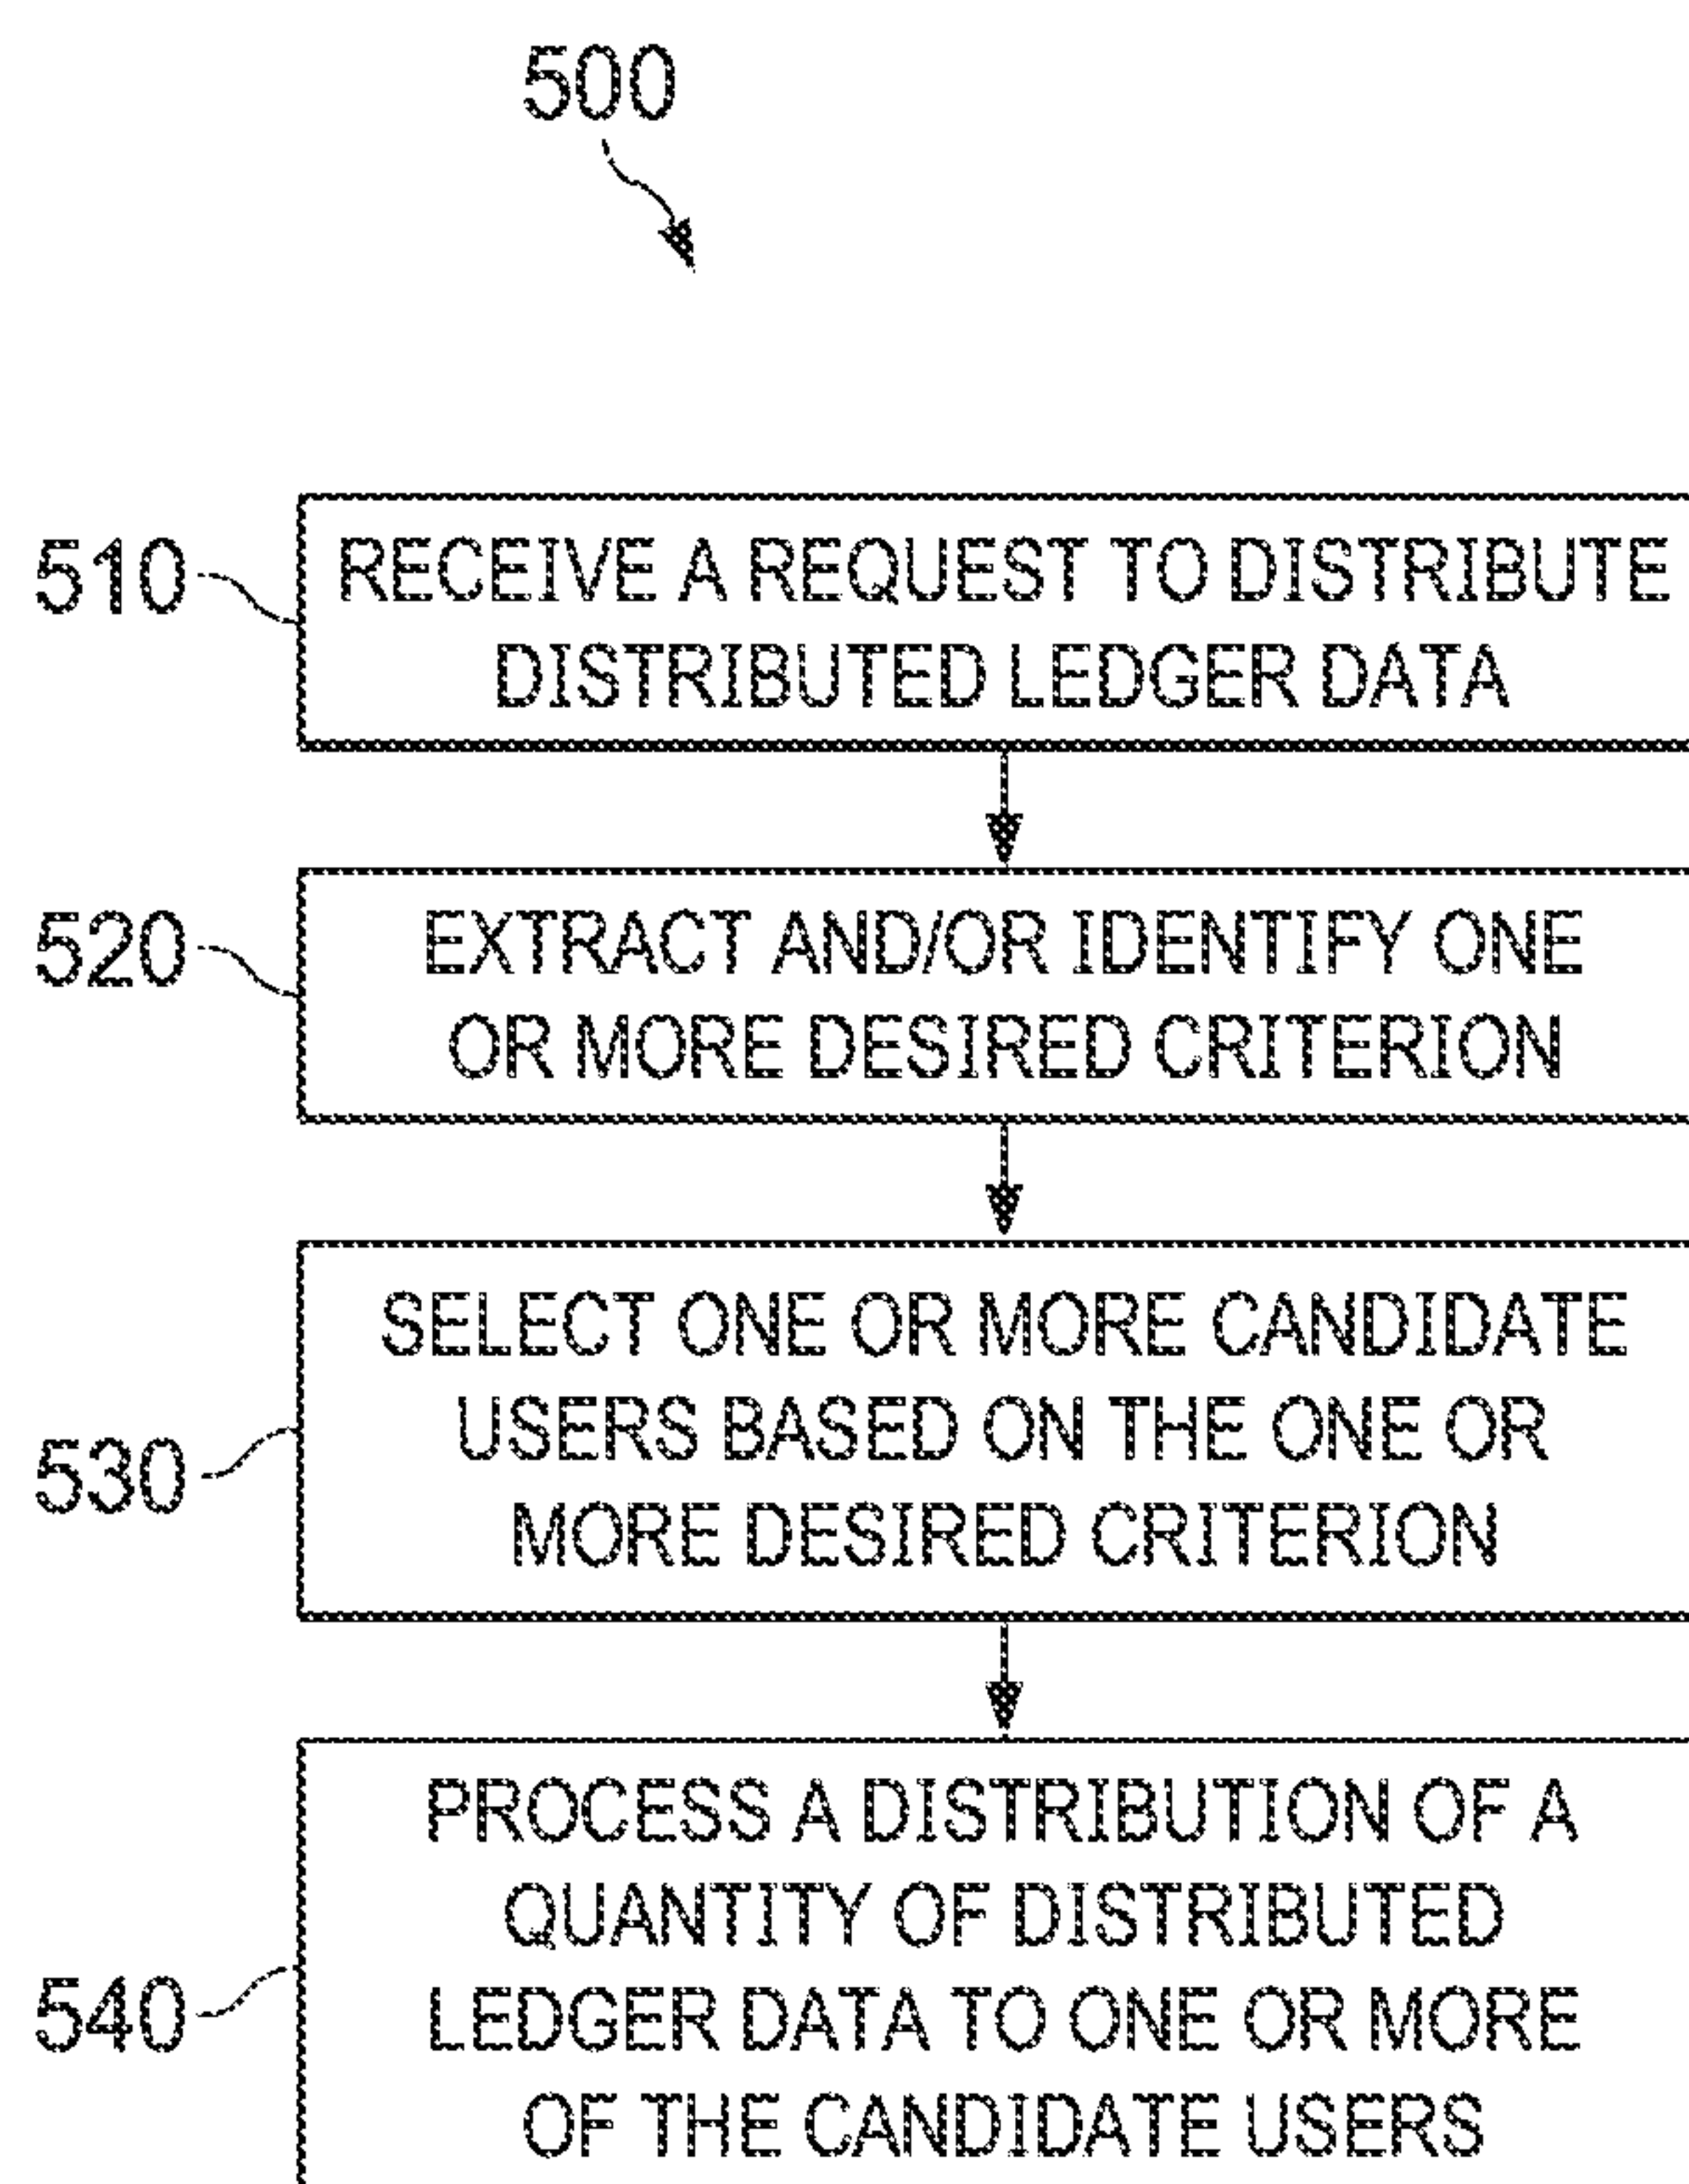 500
510
RECEIVE A REQUEST TO DISTRIBUTE
DISTRIBUTED LEDGER DATA
520
EXTRACT AND/OR IDENTIFY ONE
OR MORE DESIRED CRITERION
530
SELECT ONE OR MORE CANDIDATE
USERS BASED ON THE ONE OR
MORE DESIRED CRITERION
540
PROCESS A DISTRIBUTION OF A
QUANTITY OF DISTRIBUTED
LEDGER DATA TO ONE OR MORE
OF THE CANDIDATE USERS